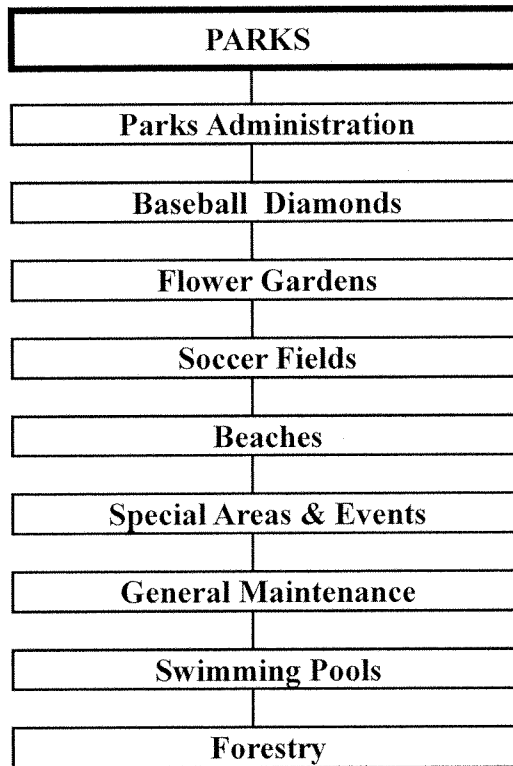 PARKS
Parks Administration
Baseball Diamonds
Flower Gardens
Soccer Fields
Beaches
Special Areas & Events
General Maintenance
Swimming Pools
Forestry